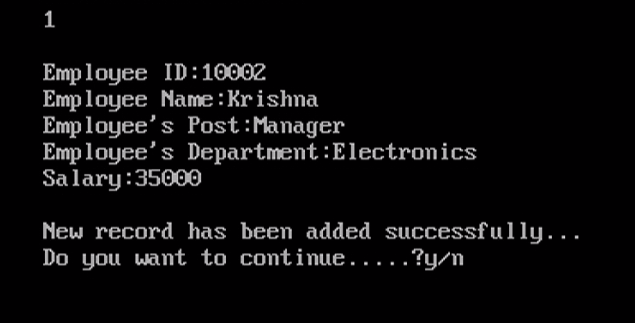 1
Employee ID:10002
Employee Name:Krishna
Employee's Post:Manager
Employee's Department:Electronics
Salary:35000
New record has been added successfully...
Do you want to continue.....?y/n